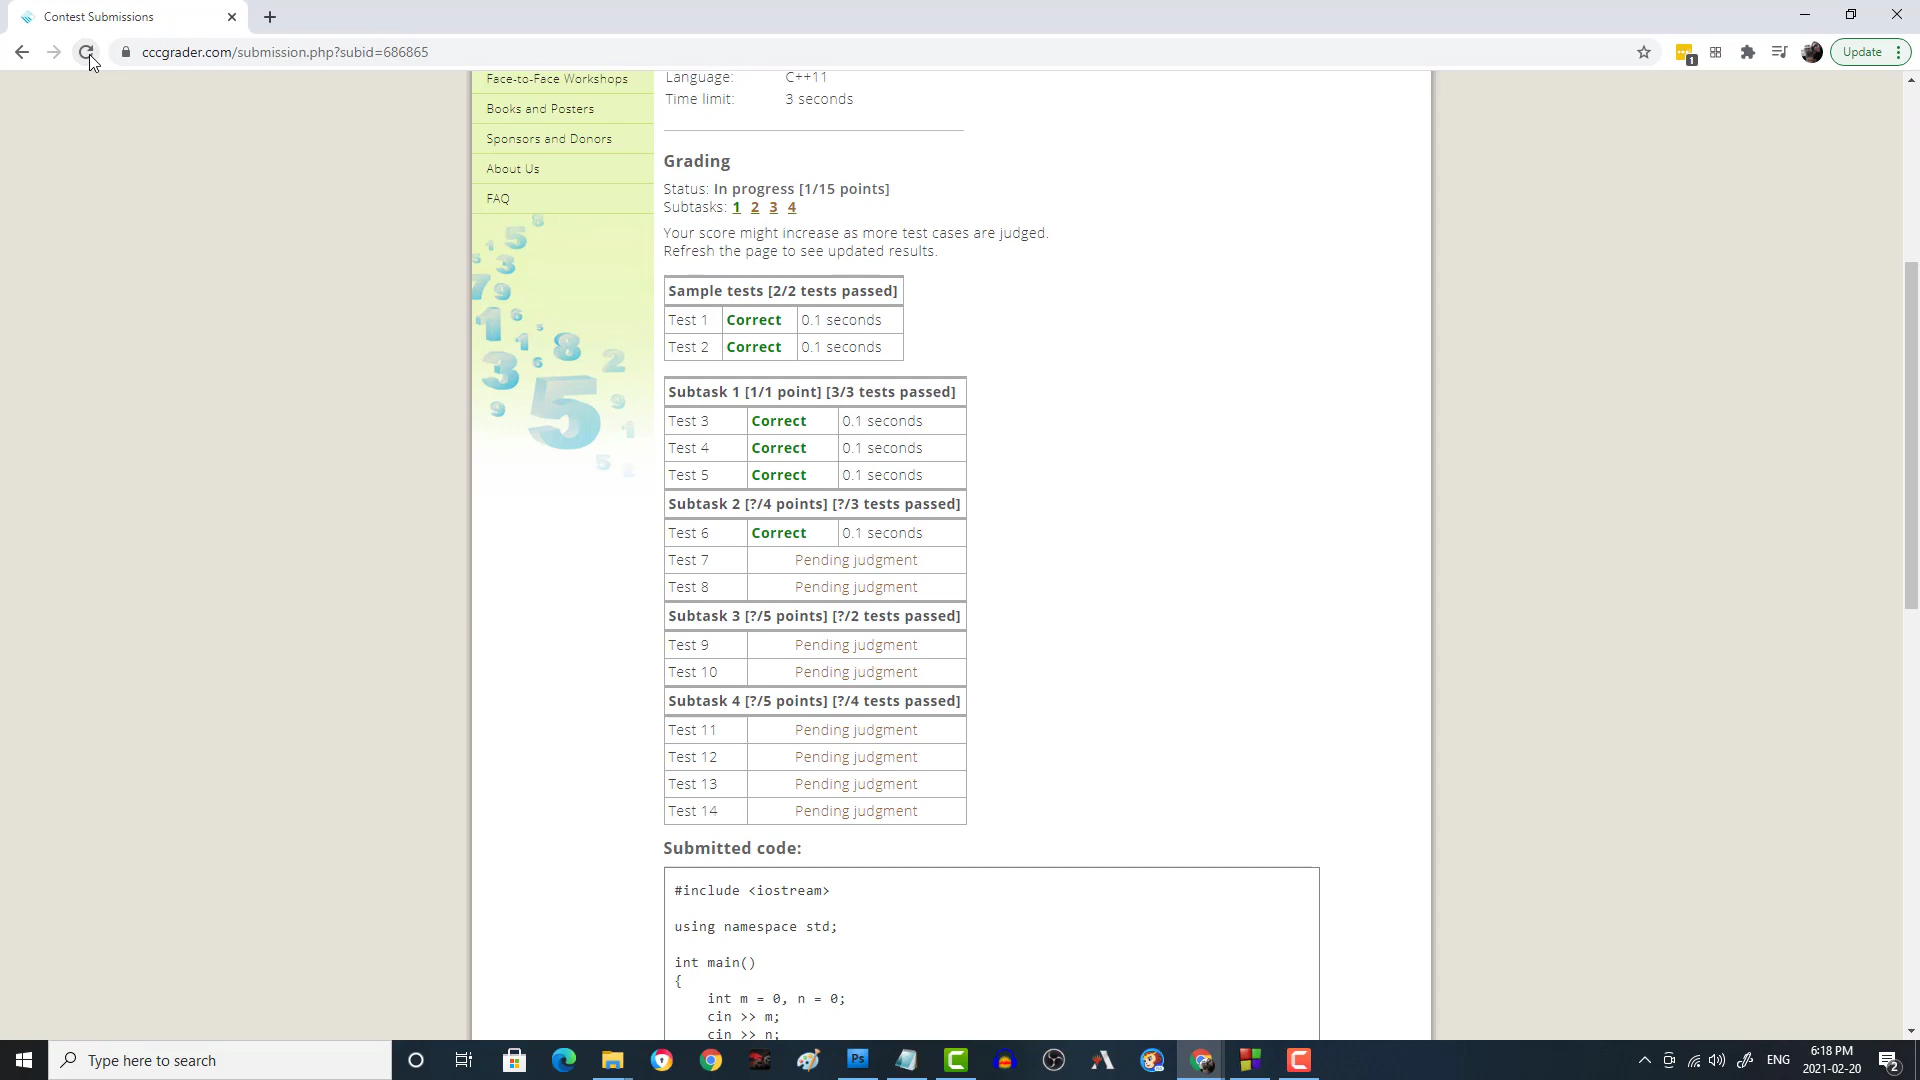 Contest Submissions
cccgrader.com/submission.php?subid=686865
1
Update
Face-to-Face Workshops
Books and Posters
Sponsors and Donors
About Us
FAQ
Language: C++11
Time limit: 3 seconds
Grading
Status: In progress [1/15 points]
Subtasks: 1 2 3 4
Your score might increase as more test cases are judged.
Refresh the page to see updated results.
Sample tests [2/2 tests passed]
Test 1 Correct 0.1 seconds
Test 2 Correct 0.1 seconds
Subtask 1 [1/1 point] [3/3 tests passed]
Test 3 Correct 0.1 seconds
Test 4 Correct 0.1 seconds
Test 5 Correct 0.1 seconds
Subtask 2 [?/4 points] [?/3 tests passed]
Test 6 Correct 0.1 seconds
Test 7 Pending judgment
Test 8 Pending judgment
Subtask 3 [?/5 points] [?/2 tests passed]
Test 9 Pending judgment
Test 10 Pending judgment
Subtask 4 [?/5 points] [?/4 tests passed]
Test 11 Pending judgment
Test 12 Pending judgment
Test 13 Pending judgment
Test 14 Pending judgment
Submitted code:
#include <iostream>
using namespace std;
int main()
{
int m = 0, n = 0;
cin >> m;
cin >> n;
Type here to search
Ps
ENG
6:18 PM
2021-02-20
2